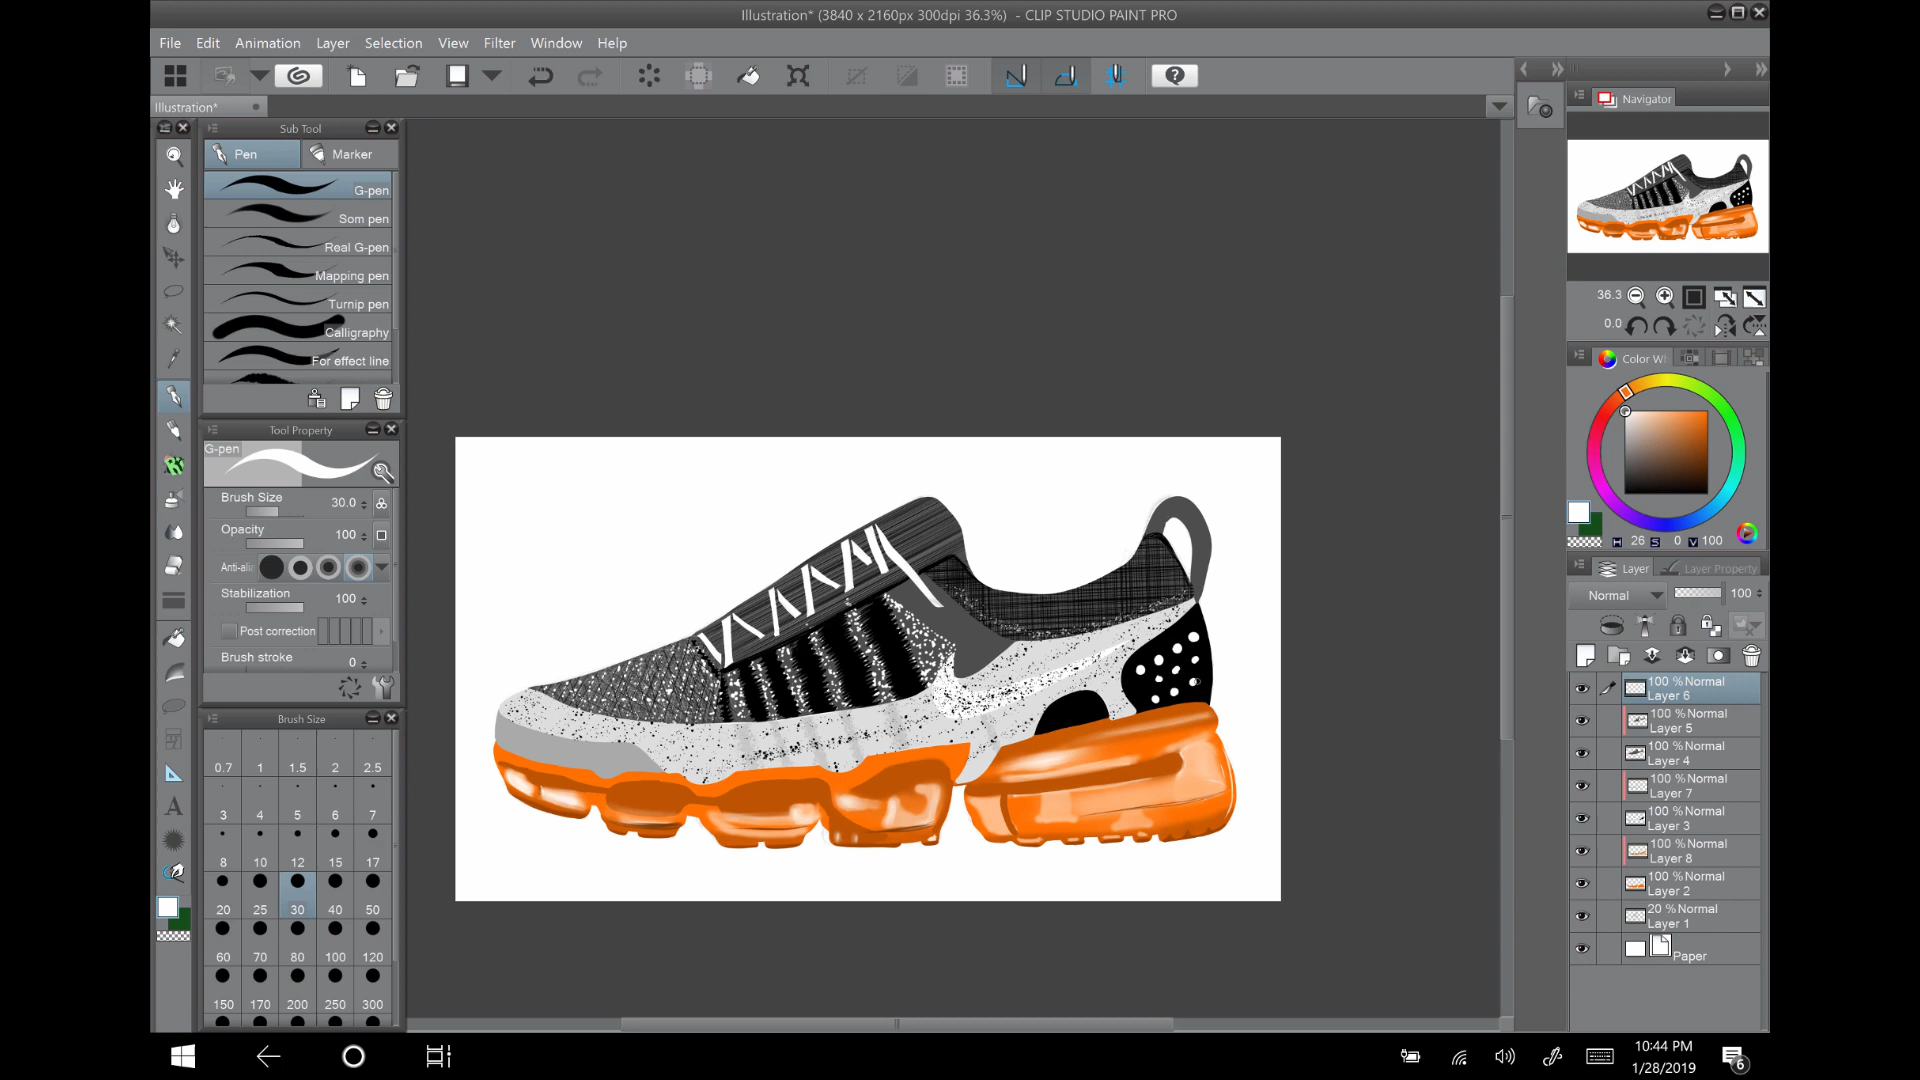 Illustration* (3840 x 2160px 300dpi 36.3%) - CLIP STUDIO PAINT PRO
File Edit Animation Layer Selection View Filter Window Help
Illustration*
Sub Tool
Pen Marker
G-pen
Som pen
Real G-pen
Mapping pen
Turnip pen
Calligraphy
For effect line
Tool Property
G-pen
Brush Size 30.0
Opacity 100
Anti-ali
Stabilization 100
Post correction
Brush stroke 0
Brush Size
0.7 1 1.5 2 2.5
3 4 5 6 7
8 10 12 15 17
20 25 30 40 50
60 70 80 100 120
150 170 200 250 300
A
Navigator
36.3
0.0
Color W
H 26 S 0 V 100
Layer Layer Property
Normal 100
100 % Normal
Layer 6
100 % Normal
Layer 5
100 % Normal
Layer 4
100 % Normal
Layer 7
100 % Normal
Layer 3
100 % Normal
Layer 8
100 % Normal
Layer 2
20 % Normal
Layer 1
Paper
10:44 PM
1/28/2019
6